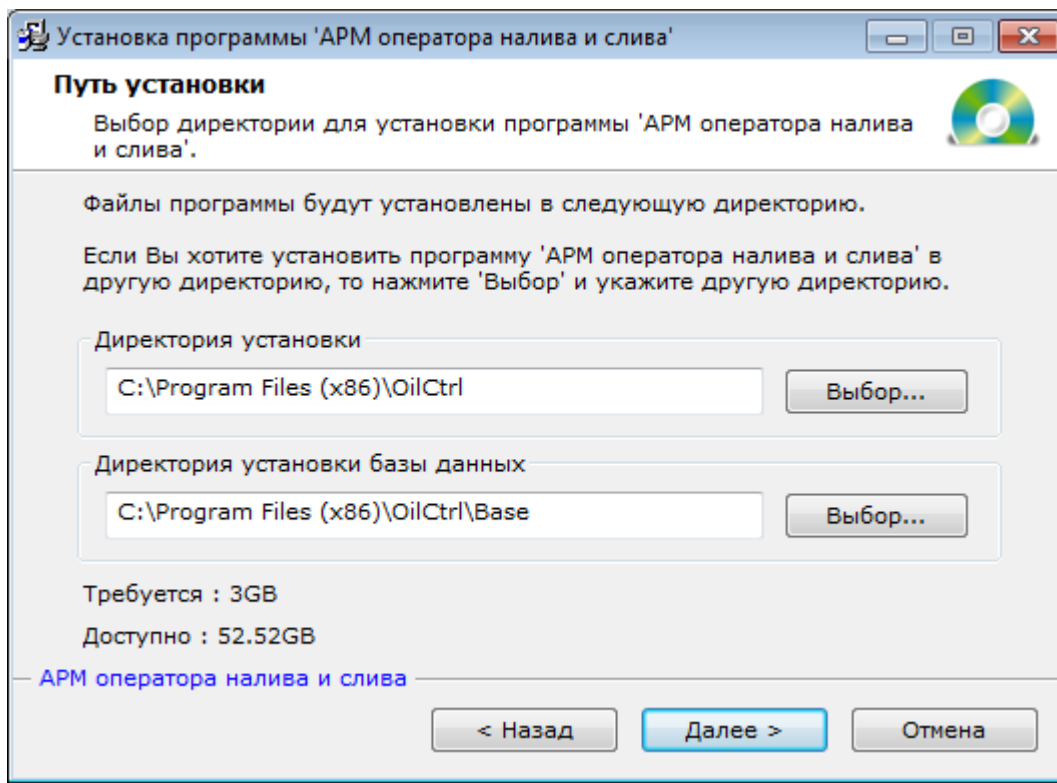 Установка программы 'АРМ оператора налива и слива'
Путь установки
Выбор директории для установки программы 'АРМ оператора налива
и слива'.
Файлы программы будут установлены в следующую директорию.
Если Вы хотите установить программу 'АРМ оператора налива и слива' в
другую директорию, то нажмите 'Выбор' и укажите другую директорию.
Директория установки
C:\Program Files (x86)\OilCtrl
Выбор...
Директория установки базы данных
C:\Program Files (x86)\OilCtrl\Base
Выбор...
Требуется : 3GB
Доступно : 52.52GB
АРМ оператора налива и слива
< Назад
Далее >
Отмена